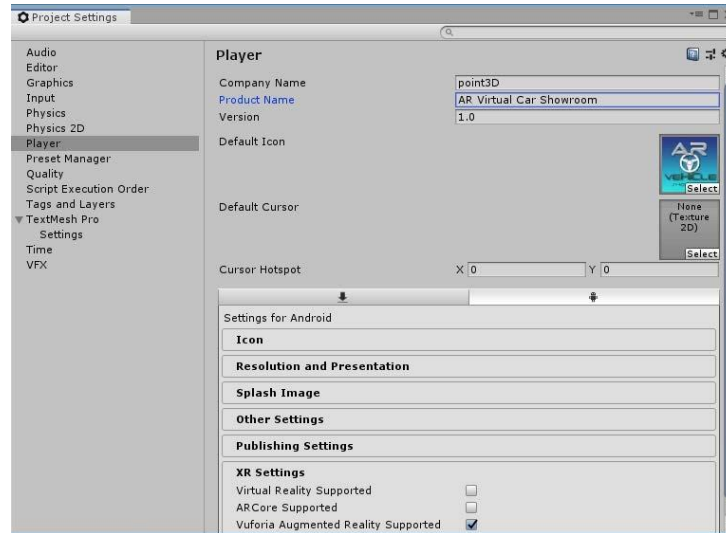 Project Settings
Audio
Editor
Graphics
Input
Physics
Physics 2D
Player
Preset Manager
Quality
Script Execution Order
Tags and Layers
TextMesh Pro
Settings
Time
VFX
Player
Company Name point3D
Product Name AR Virtual Car Showroom
Version 1.0
Default Icon
AR
VEHICLE
Select
Default Cursor
None
(Texture
2D)
Select
Cursor Hotspot X 0 Y 0
Settings for Android
Icon
Resolution and Presentation
Splash Image
Other Settings
Publishing Settings
XR Settings
Virtual Reality Supported
ARCore Supported
Vuforia Augmented Reality Supported